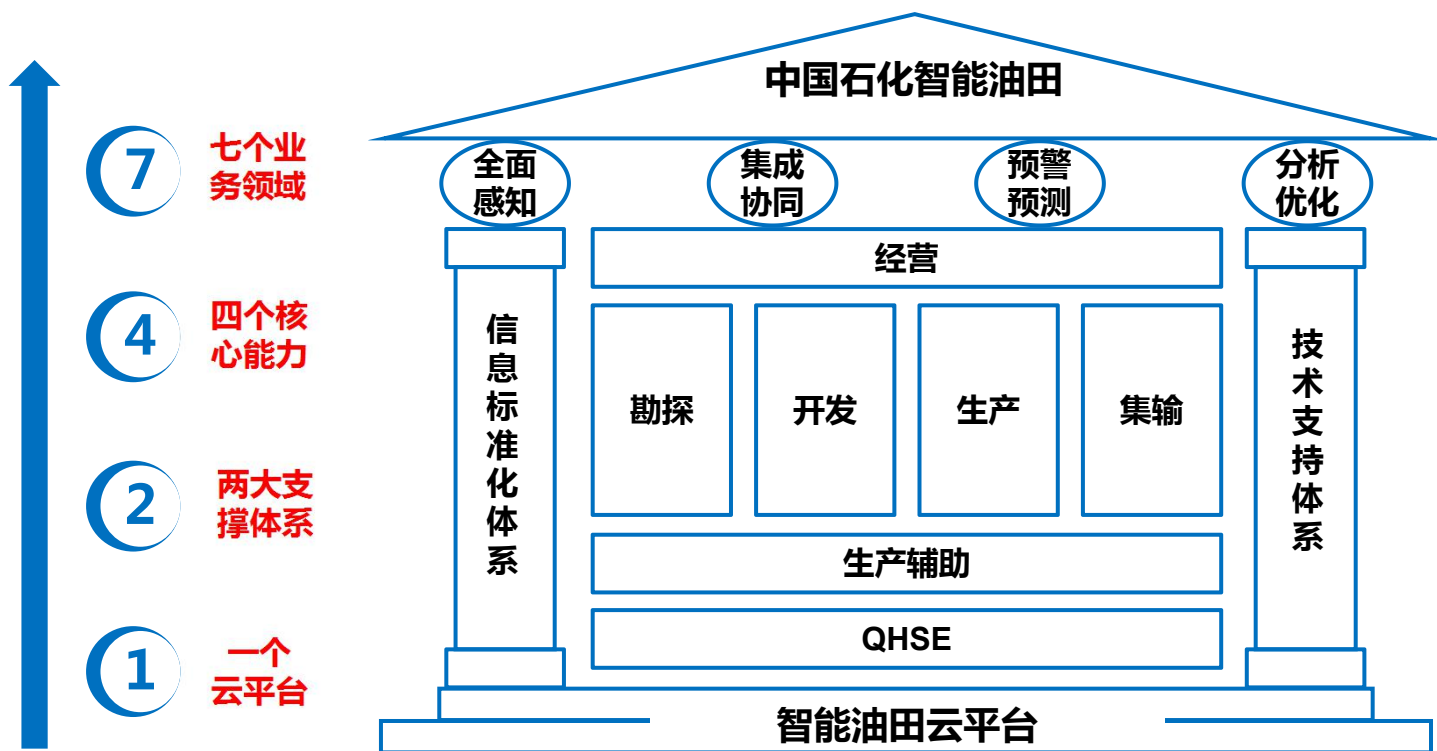 中国石化智能油田
7
七个业
务领域
4
四个核
心能力
2
两大支
撑体系
1
一个
云平台
全面
感知
集成
协同
预警
预测
分析
优化
信息标准化体系
经营
勘探
开发
生产
集输
生产辅助
QHSE
技术支持体系
智能油田云平台